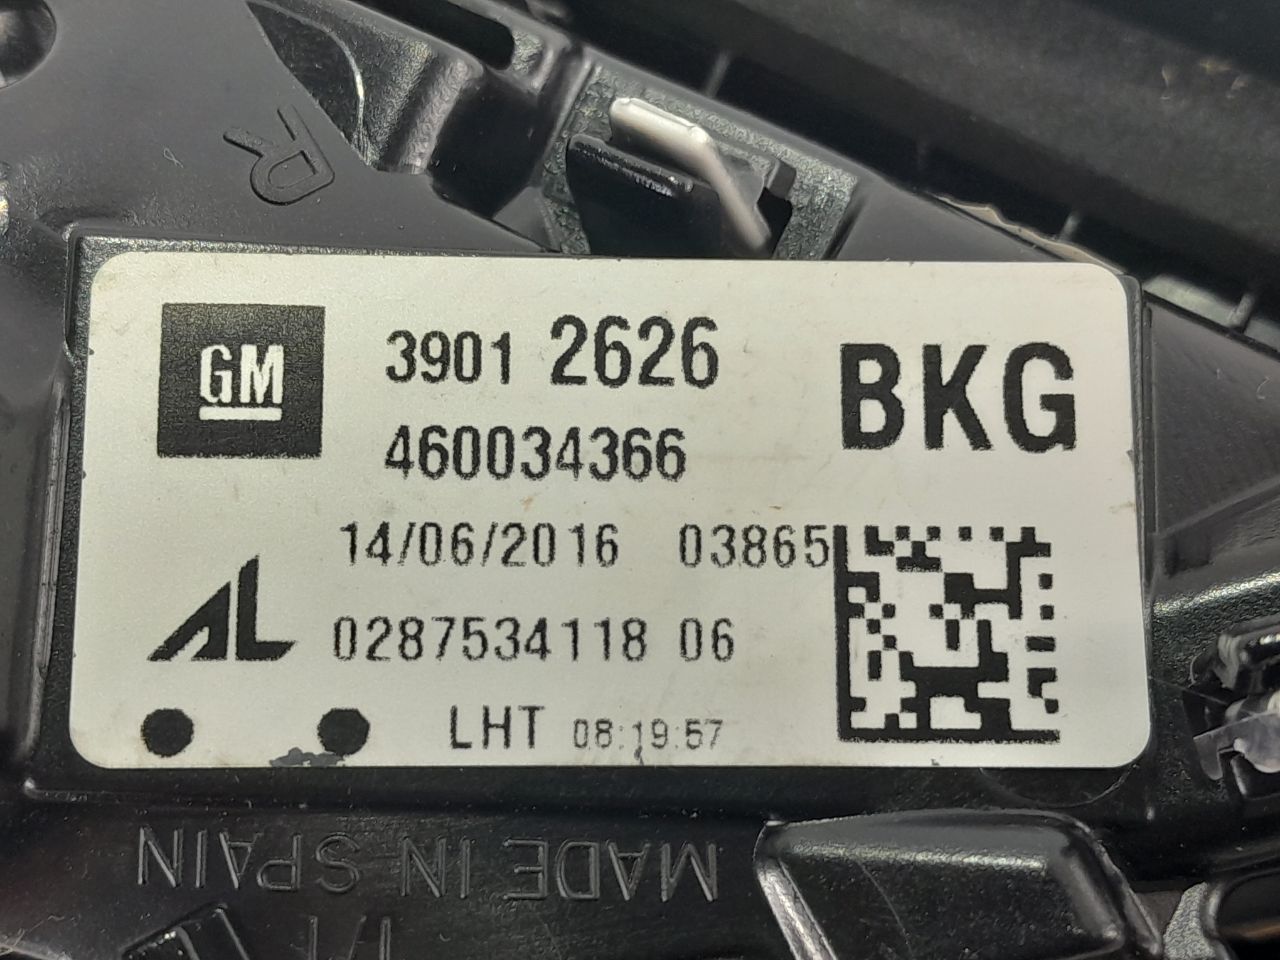 R
GM
3901 2626
BKG
460034366
14/06/2016 03865
AL
0287534118 06
LHT 08:19:57
MADE IN SPAIN